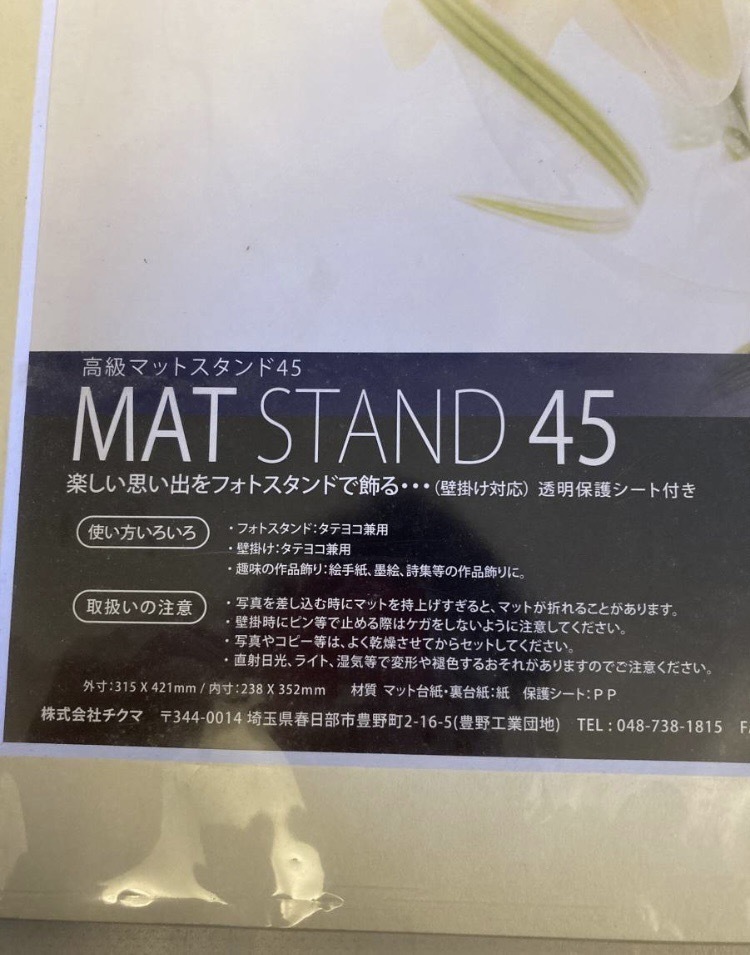 高級マットスタンド45
MAT STAND 45
楽しい思い出をフォトスタンドで飾る・・・（壁掛け対応）透明保護シート付き
使い方いろいろ
・フォトスタンド：タテヨコ兼用
・壁掛け：タテヨコ兼用
・趣味の作品飾り：絵手紙、墨絵、詩集等の作品飾りに。
取扱いの注意
・写真を差し込む時にマットを持上げすぎると、マットが折れることがあります。
・壁掛時にピン等で止める際はケガをしないように注意してください。
・写真やコピー等は、よく乾燥させてからセットしてください。
・直射日光、ライト、湿気等で変形や褪色するおそれがありますのでご注意ください。
外寸：315 X 421mm / 内寸：238 X 352mm 材質 マット台紙・裏台紙：紙 保護シート：ＰＰ
株式会社チクマ 〒344-0014 埼玉県春日部市豊野町2-16-5(豊野工業団地) TEL : 048-738-1815